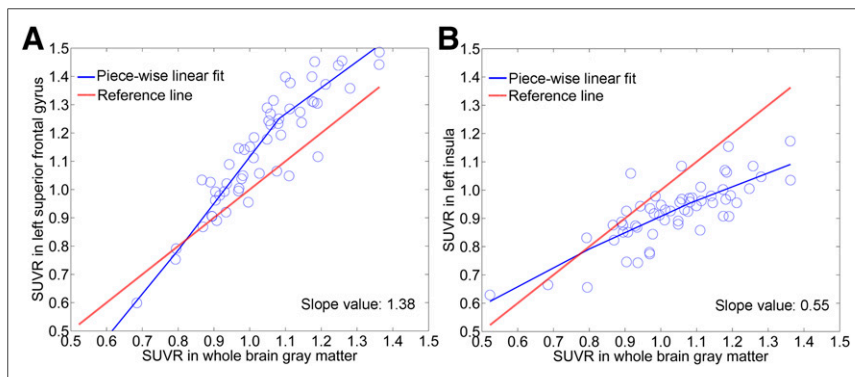 A
SUVR in left superior frontal gyrus
1.5
1.4
1.3
1.2
1.1
1.0
0.9
0.8
0.7
0.6
0.5
Piece-wise linear fit
Reference line
Slope value: 1.38
0.5 0.6 0.7 0.8 0.9 1.0 1.1 1.2 1.3 1.4 1.5
SUVR in whole brain gray matter
B
SUVR in left insula
1.5
1.4
1.3
1.2
1.1
1.0
0.9
0.8
0.7
0.6
0.5
Piece-wise linear fit
Reference line
Slope value: 0.55
0.5 0.6 0.7 0.8 0.9 1.0 1.1 1.2 1.3 1.4 1.5
SUVR in whole brain gray matter